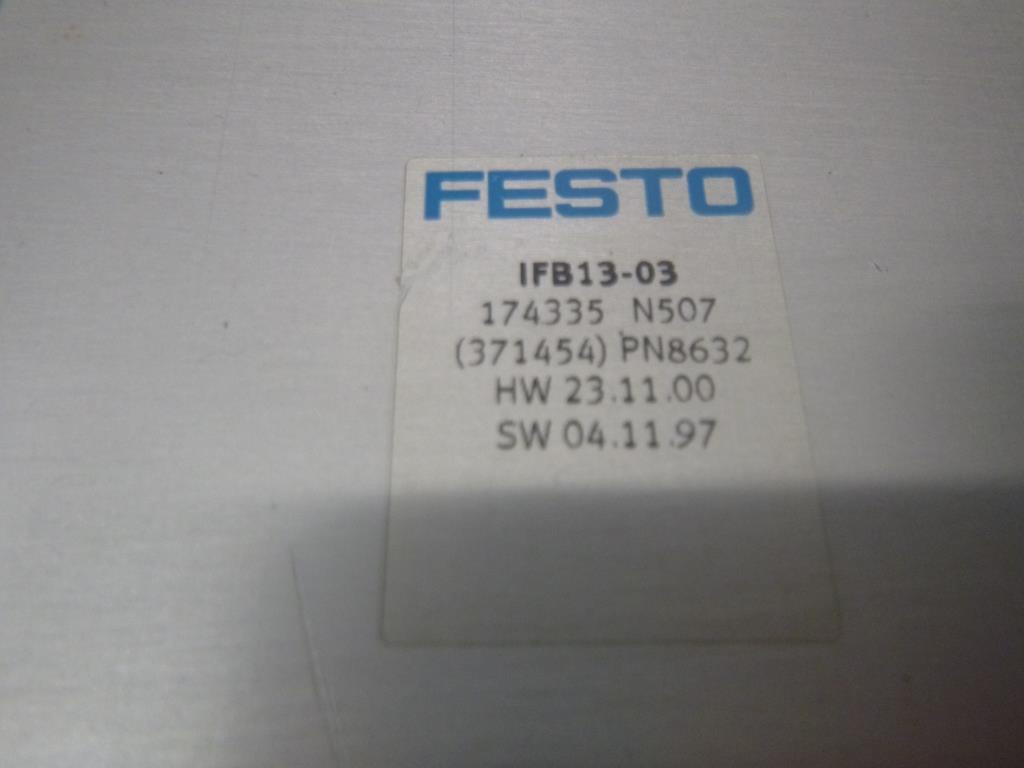 FESTO
IFB13-03
174335 N507
(371454) PN8632
HW 23.11.00
SW 04.11.97